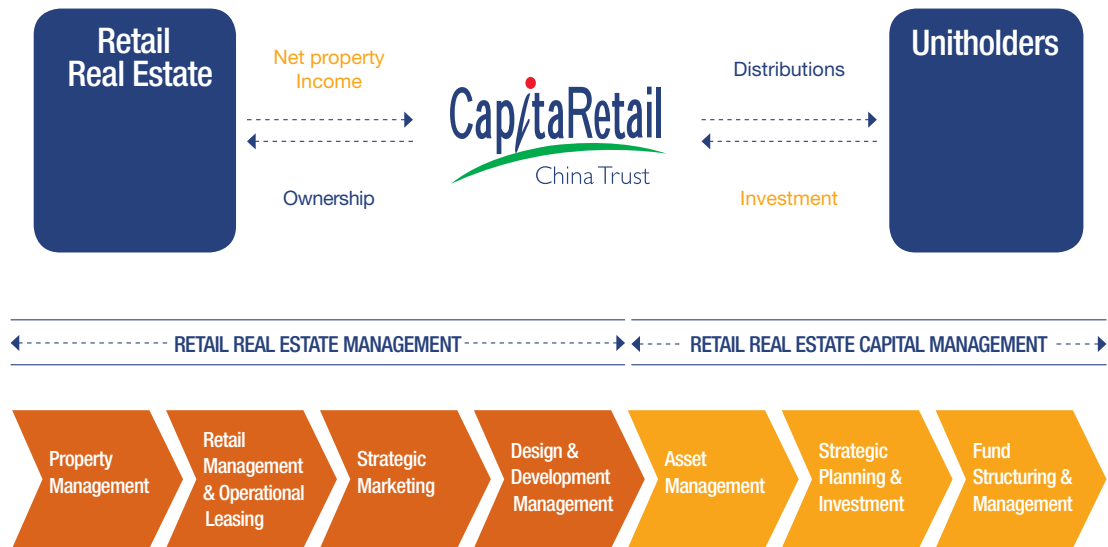 Retail
Real Estate
Net property
Income
Ownership
CapitaRetail
China Trust
Distributions
Investment
Unitholders
RETAIL REAL ESTATE MANAGEMENT
RETAIL REAL ESTATE CAPITAL MANAGEMENT
Property
Management
Retail
Management
& Operational
Leasing
Strategic
Marketing
Design &
Development
Management
Asset
Management
Strategic
Planning &
Investment
Fund
Structuring &
Management